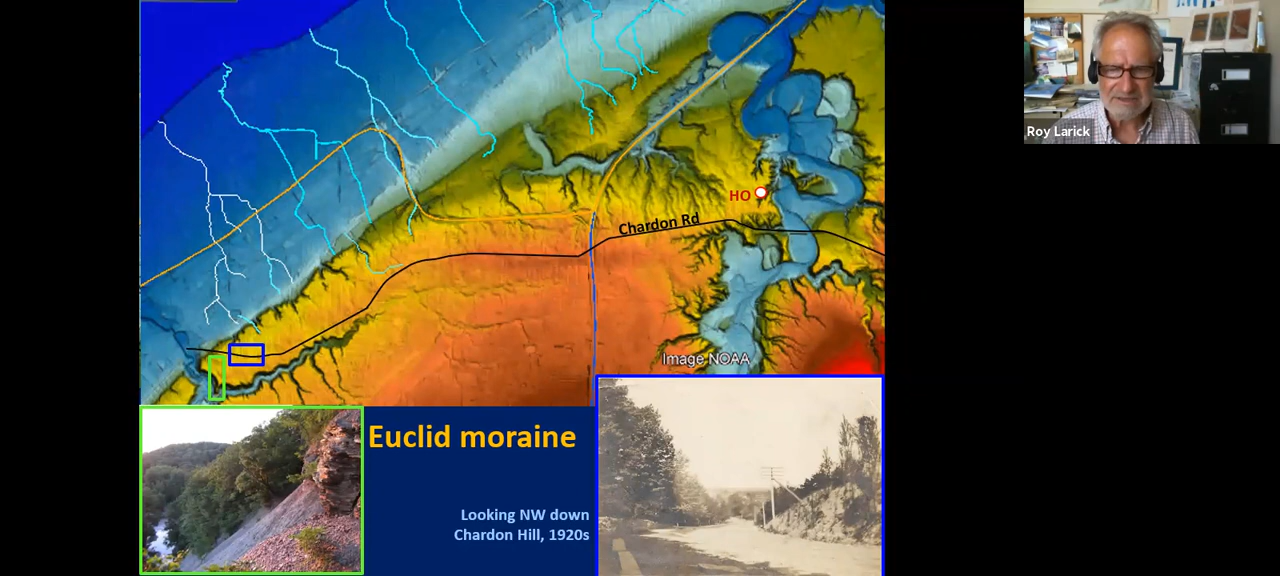 Roy Larick
HO
Chardon Rd
Image NOAA
Euclid moraine
Looking NW down
Chardon Hill, 1920s